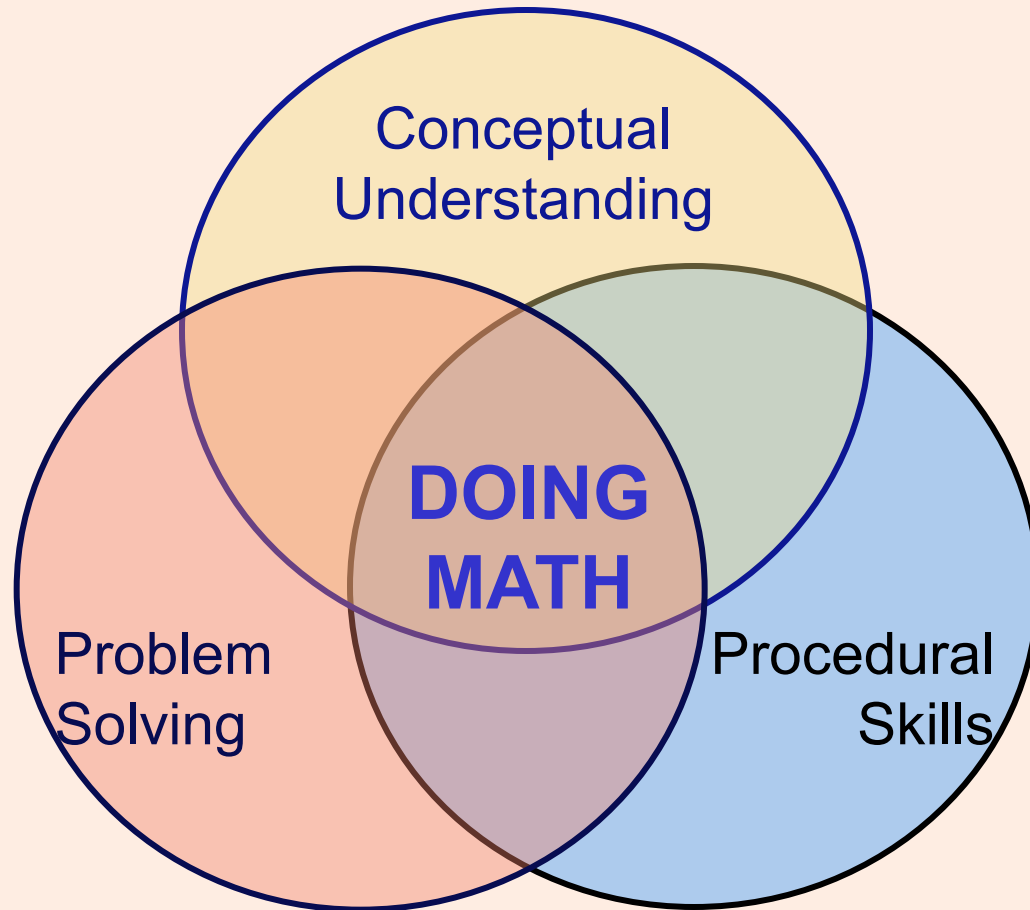 Conceptual
Understanding
DOING
MATH
Problem
Solving
Procedural
Skills